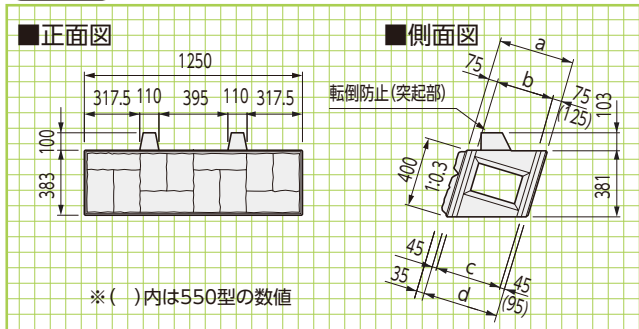 ■正面図
1250
317.5 110 395 110 317.5
100
383
※(　)内は550型の数値
■側面図
a
75 b 75
(125)
103
転倒防止(突起部)
400
1:0.3
381
45 c 45
(95)
35 d